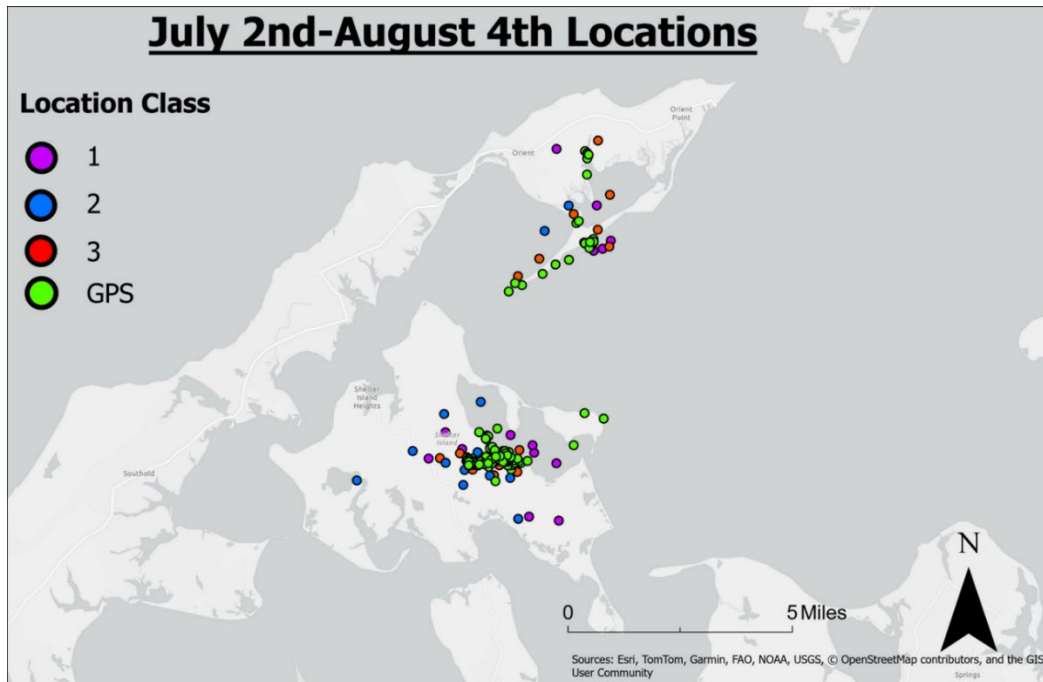 July 2nd-August 4th Locations
Location Class
1
2
3
GPS
Orient
Point
Orient
Shelter
Island
Heights
Shelter
Island
Southold
N
0
5 Miles
Sources: Esri, TomTom, Garmin, FAO, NOAA, USGS, © OpenStreetMap contributors, and the GIS
User Community
Springs